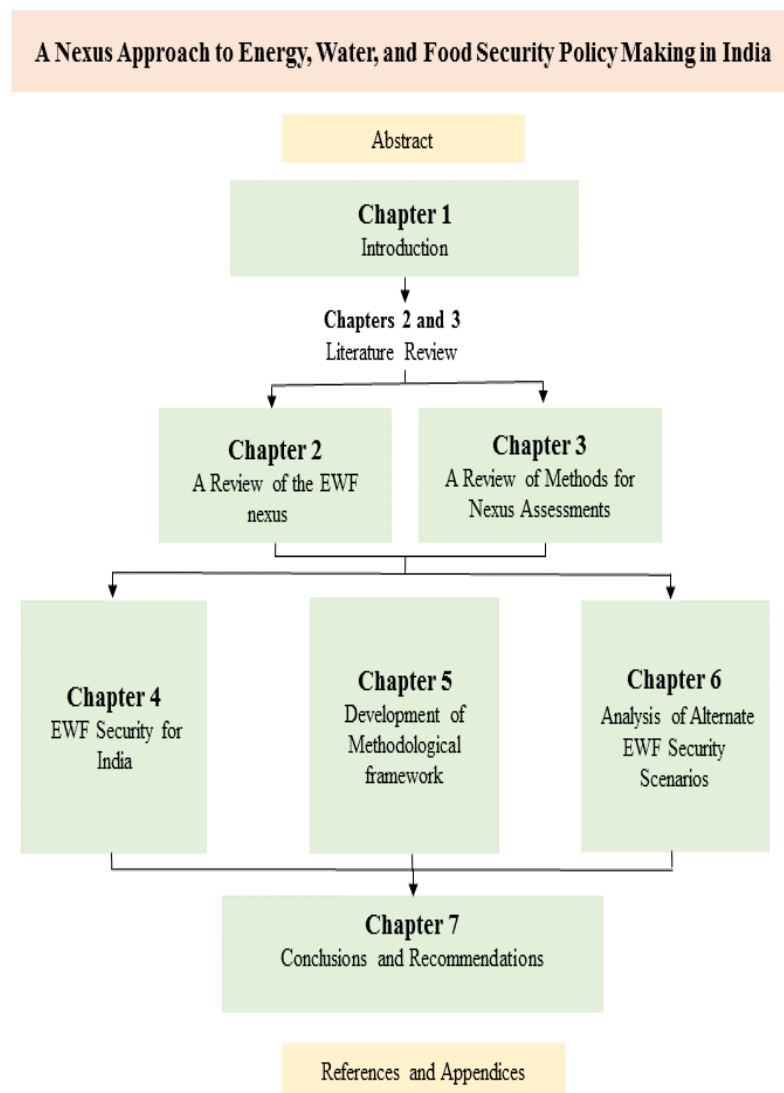 A Nexus Approach to Energy, Water, and Food Security Policy Making in India
Abstract
Chapter 1
Introduction
Chapters 2 and 3
Literature Review
Chapter 2
A Review of the EWF
nexus
Chapter 3
A Review of Methods for
Nexus Assessments
Chapter 4
EWF Security for
India
Chapter 5
Development of
Methodological
framework
Chapter 6
Analysis of Alternate
EWF Security
Scenarios
Chapter 7
Conclusions and Recommendations
References and Appendices